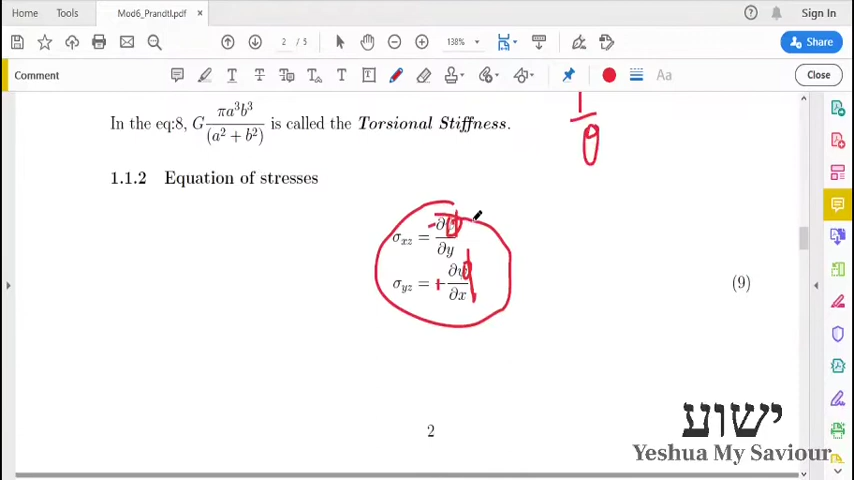 Home Tools Mod6_Prandtl.pdf × Sign In
2 / 5 138% Share
Comment Aa Close
1/θ
In the eq:8, G πa³b³/(a² + b²) is called the Torsional Stiffness.
1.1.2 Equation of stresses
σxz = -∂φ/∂y
σyz = +∂φ/∂x
(9)
2
ישוע
Yeshua My Saviour